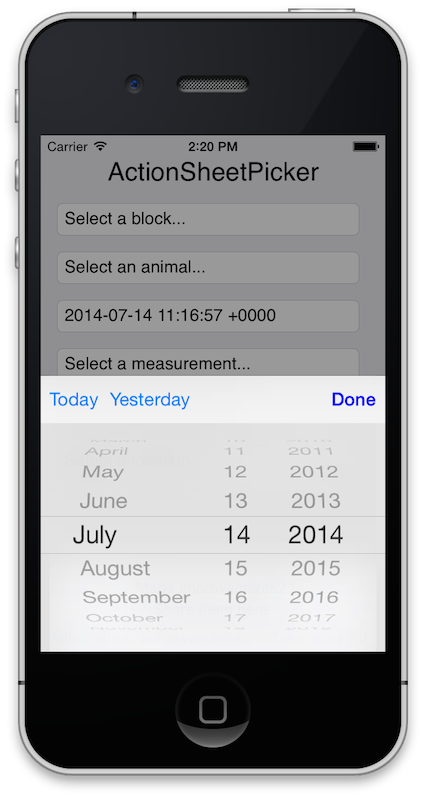 Carrier 2:20 PM
ActionSheetPicker
Select a block...
Select an animal...
2014-07-14 11:16:57 +0000
Select a measurement...
Today Yesterday Done
April 11 2011
May 12 2012
June 13 2013
July 14 2014
August 15 2015
September 16 2016
October 17 2017